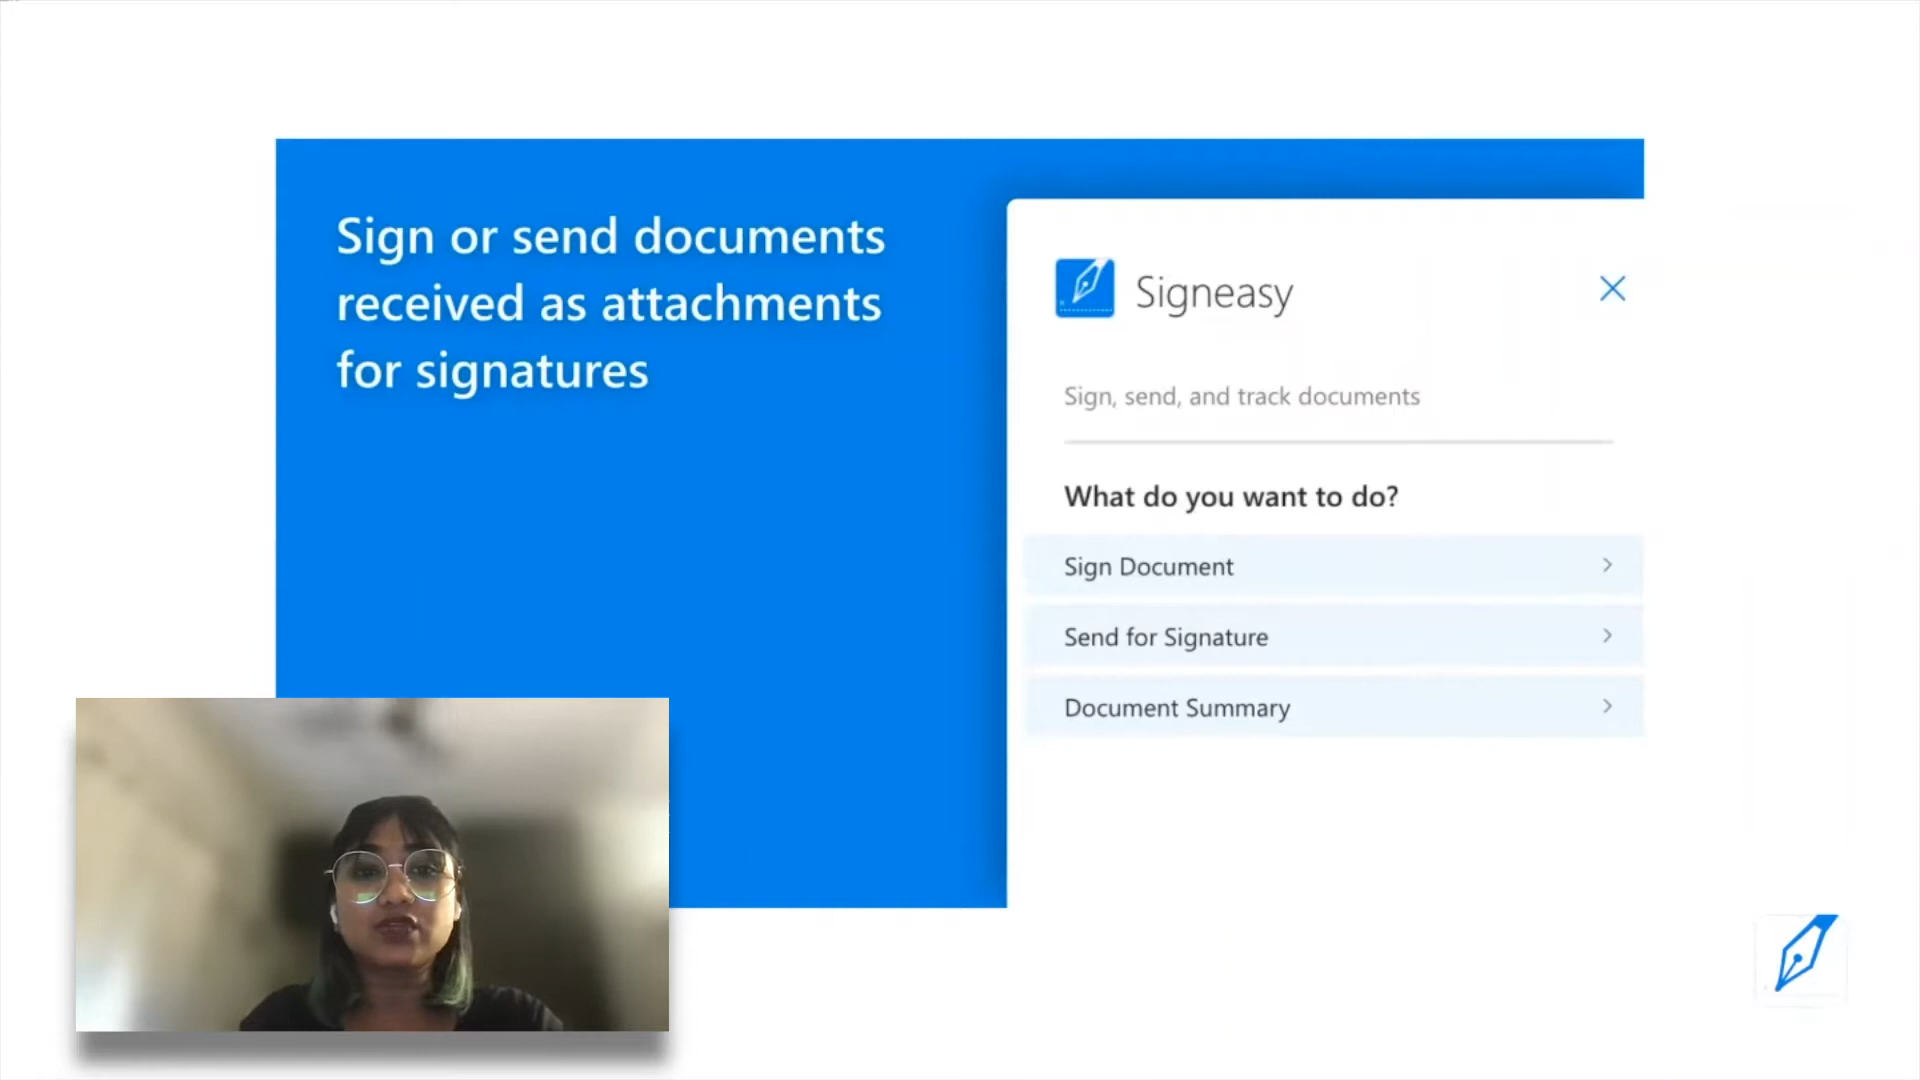 Sign or send documents
received as attachments
for signatures
Signeasy
Sign, send, and track documents
What do you want to do?
Sign Document
Send for Signature
Document Summary